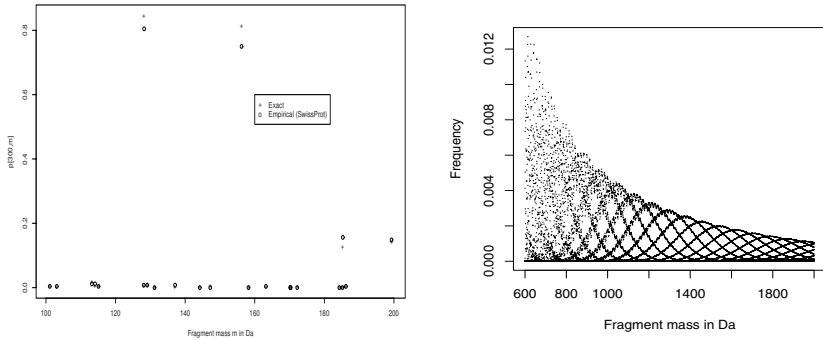 0.8
0.6
0.4
0.2
0.0
p[300,m]
+ Exact
o Empirical (SwissProt)
100 120 140 160 180 200
Fragment mass m in Da
0.012
0.008
0.004
0.000
Frequency
600 800 1000 1400 1800
Fragment mass in Da